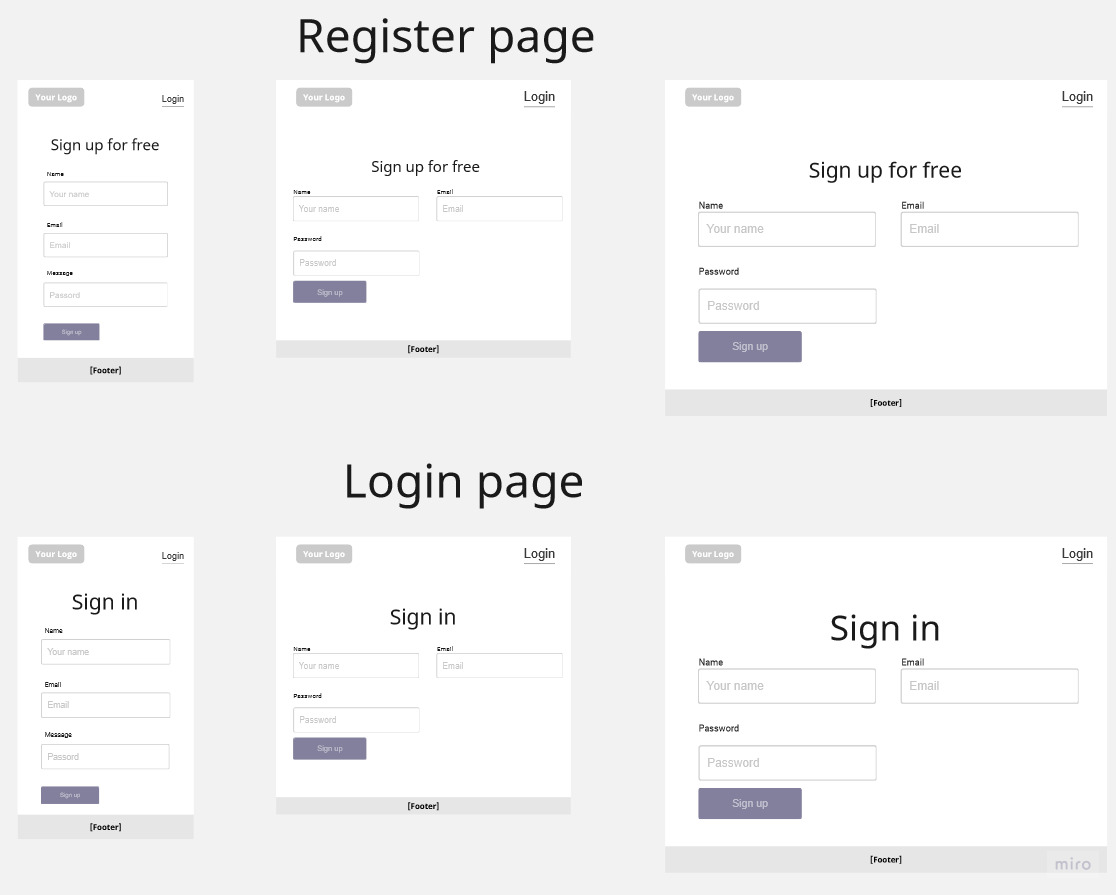 Register page
Your Logo
Login
Sign up for free
Name
Your name
Email
Email
Message
Passord
Sign up
[Footer]
Your Logo
Login
Sign up for free
Name
Email
Your name
Email
Password
Password
Sign up
[Footer]
Your Logo
Login
Sign up for free
Name
Email
Your name
Email
Password
Password
Sign up
[Footer]
Login page
Your Logo
Login
Sign in
Name
Your name
Email
Email
Message
Passord
Sign up
[Footer]
Your Logo
Login
Sign in
Name
Email
Your name
Email
Password
Password
Sign up
[Footer]
Your Logo
Login
Sign in
Name
Email
Your name
Email
Password
Password
Sign up
[Footer]
miro